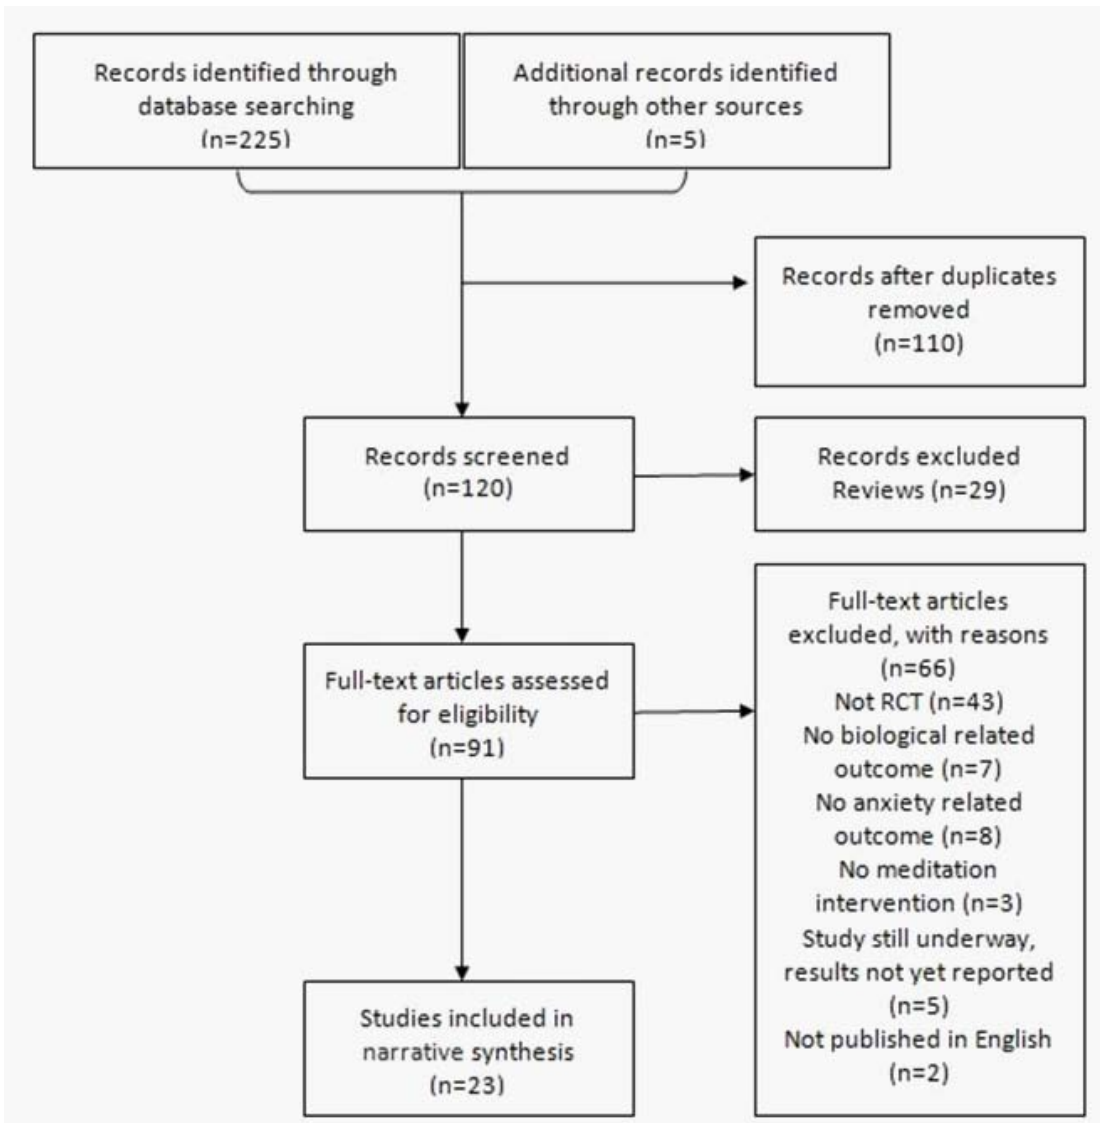 Records identified through
database searching
(n=225)
Additional records identified
through other sources
(n=5)
Records after duplicates
removed
(n=110)
Records screened
(n=120)
Records excluded
Reviews (n=29)
Full-text articles assessed
for eligibility
(n=91)
Full-text articles
excluded, with reasons
(n=66)
Not RCT (n=43)
No biological related
outcome (n=7)
No anxiety related
outcome (n=8)
No meditation
intervention (n=3)
Study still underway,
results not yet reported
(n=5)
Not published in English
(n=2)
Studies included in
narrative synthesis
(n=23)